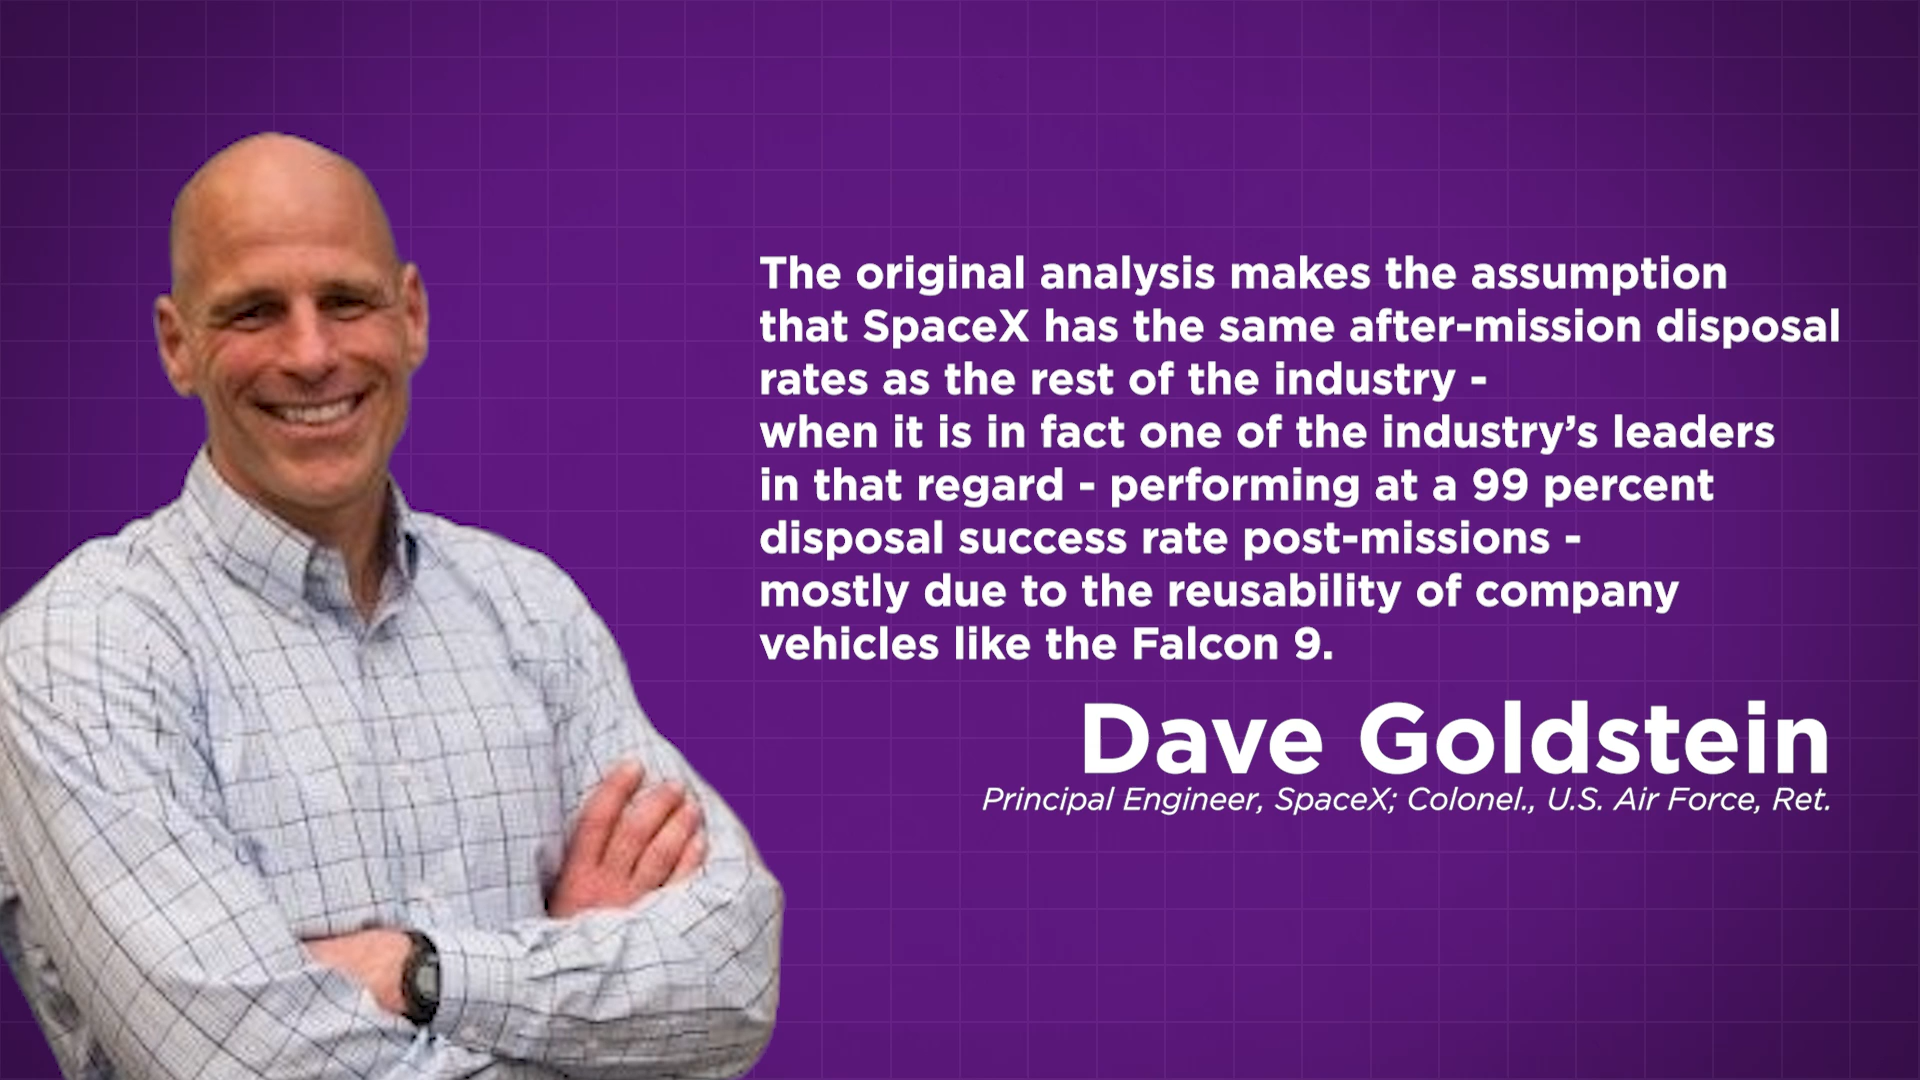 The original analysis makes the assumption
that SpaceX has the same after-mission disposal
rates as the rest of the industry -
when it is in fact one of the industry’s leaders
in that regard - performing at a 99 percent
disposal success rate post-missions -
mostly due to the reusability of company
vehicles like the Falcon 9.
Dave Goldstein
Principal Engineer, SpaceX; Colonel., U.S. Air Force, Ret.